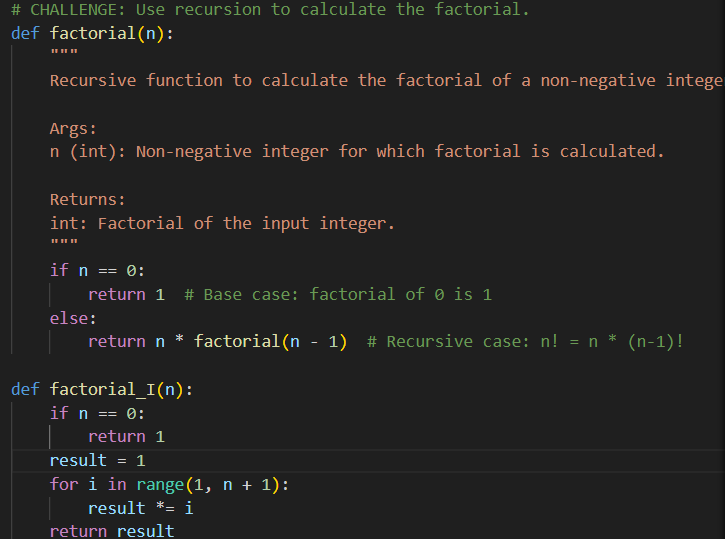 # CHALLENGE: Use recursion to calculate the factorial.
def factorial(n):
    """
    Recursive function to calculate the factorial of a non-negative intege

    Args:
    n (int): Non-negative integer for which factorial is calculated.

    Returns:
    int: Factorial of the input integer.
    """
    if n == 0:
        return 1  # Base case: factorial of 0 is 1
    else:
        return n * factorial(n - 1)  # Recursive case: n! = n * (n-1)!

def factorial_I(n):
    if n == 0:
        return 1
    result = 1
    for i in range(1, n + 1):
        result *= i
    return result